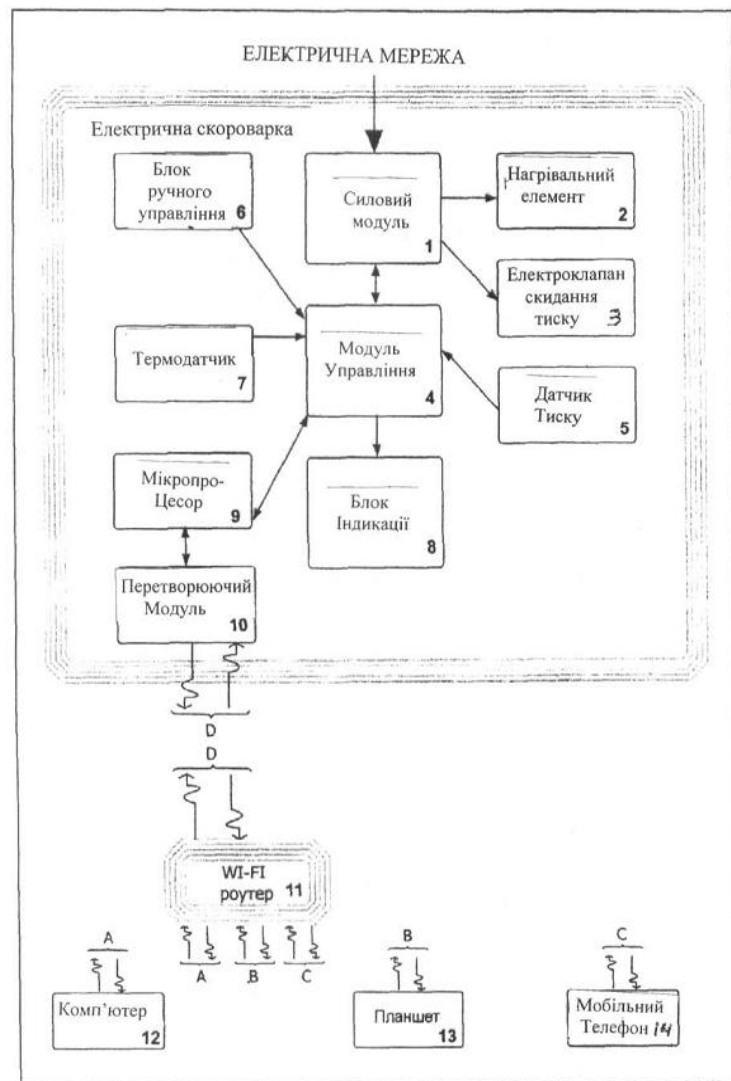 ЕЛЕКТРИЧНА МЕРЕЖА
Електрична скороварка
Блок
ручного
управління 6
Силовий
модуль
1
Нагрівальний
елемент
2
Електроклапан
скидання
тиску 3
Термодатчик
7
Модуль
Управління
4
Датчик
Тиску
5
Мікропро-
Цесор
9
Блок
Індикації
8
Перетворюючий
Модуль
10
D
D
WI-FI
роутер 11
A B C
A
Комп'ютер
12
B
Планшет
13
C
Мобільний
Телефон 14